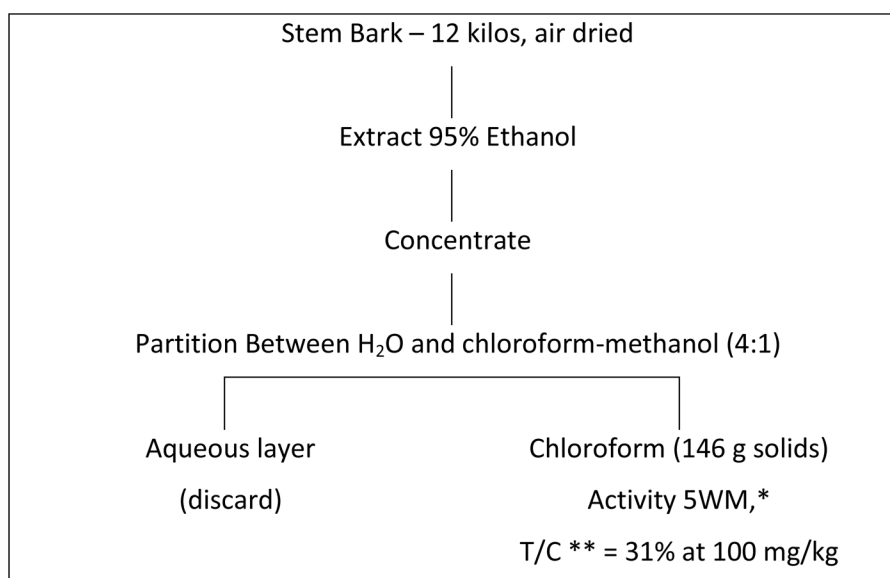 Stem Bark – 12 kilos, air dried
Extract 95% Ethanol
Concentrate
Partition Between H₂O and chloroform-methanol (4:1)
Aqueous layer
(discard)
Chloroform (146 g solids)
Activity 5WM,*
T/C ** = 31% at 100 mg/kg